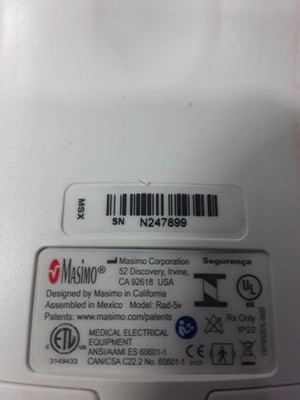 MSX
SN N247899
MASIMO®
Masimo Corporation
52 Discovery, Irvine,
CA 92618 USA
Segurança
Designed by Masimo in California
Assembled in Mexico Model: Rad-5v
Patents: www.masimo.com/patents
UL
Rx Only
IP22
ETL
3149433
MEDICAL ELECTRICAL
EQUIPMENT
ANSI/AAMI ES 60601-1
CAN/CSA C22.2 No. 60601-1